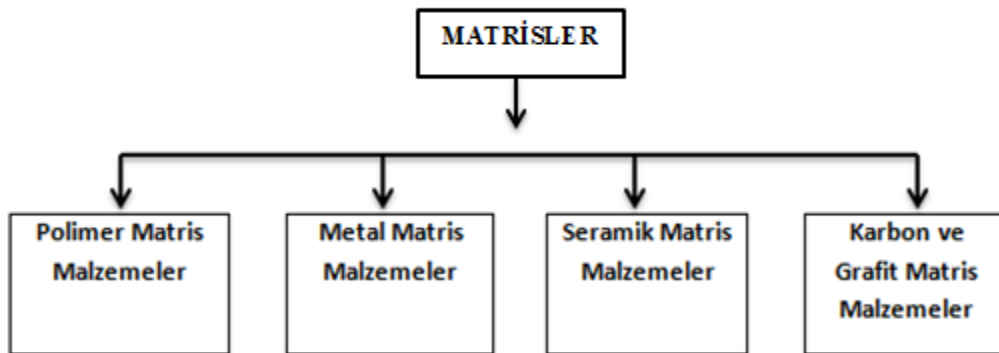 MATRİSLER
Polimer Matris
Malzemeler
Metal Matris
Malzemeler
Seramik Matris
Malzemeler
Karbon ve
Grafit Matris
Malzemeler